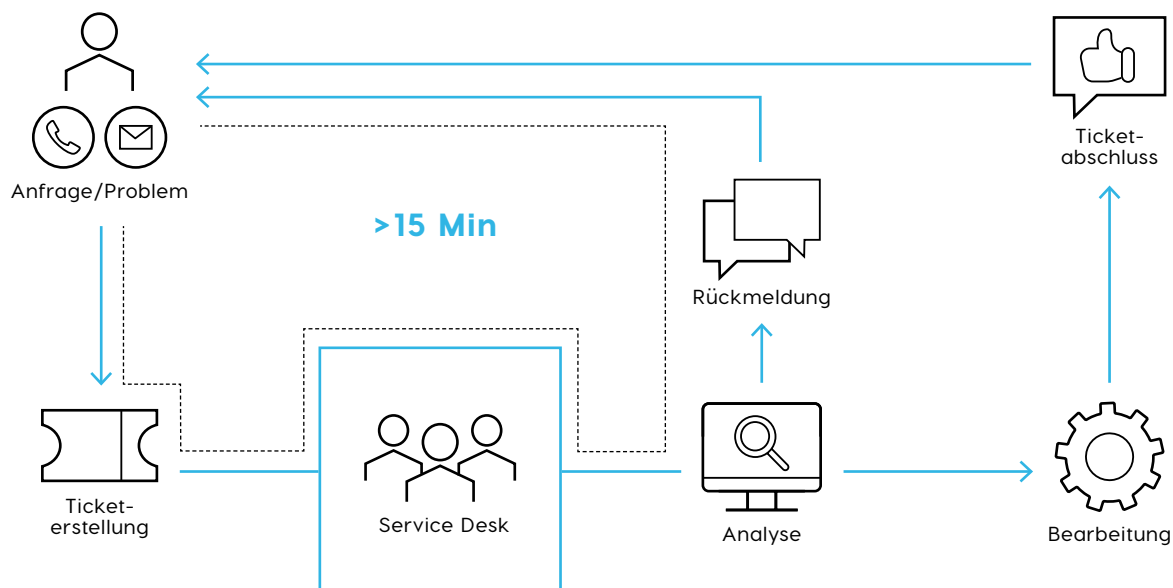 Anfrage/Problem
>15 Min
Ticket-
abschluss
Rückmeldung
Ticket-
erstellung
Service Desk
Analyse
Bearbeitung